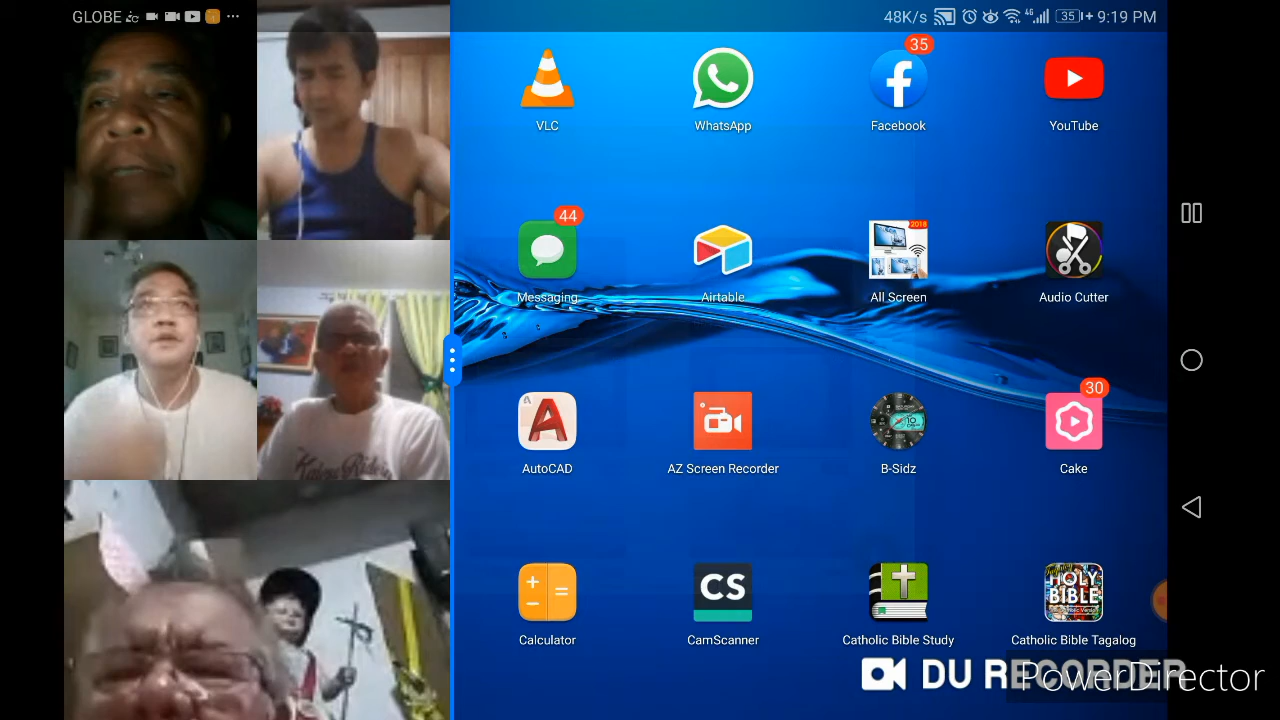 GLOBE
48K/s 4G 35 9:19 PM
35
VLC WhatsApp Facebook YouTube
44
2018
Messaging Airtable All Screen Audio Cutter
30
A A
AutoCAD AZ Screen Recorder B-Sidz Cake
CS
HOLY
BIBLE
Calculator CamScanner Catholic Bible Study Catholic Bible Tagalog
DU RECORDER
PowerDirector